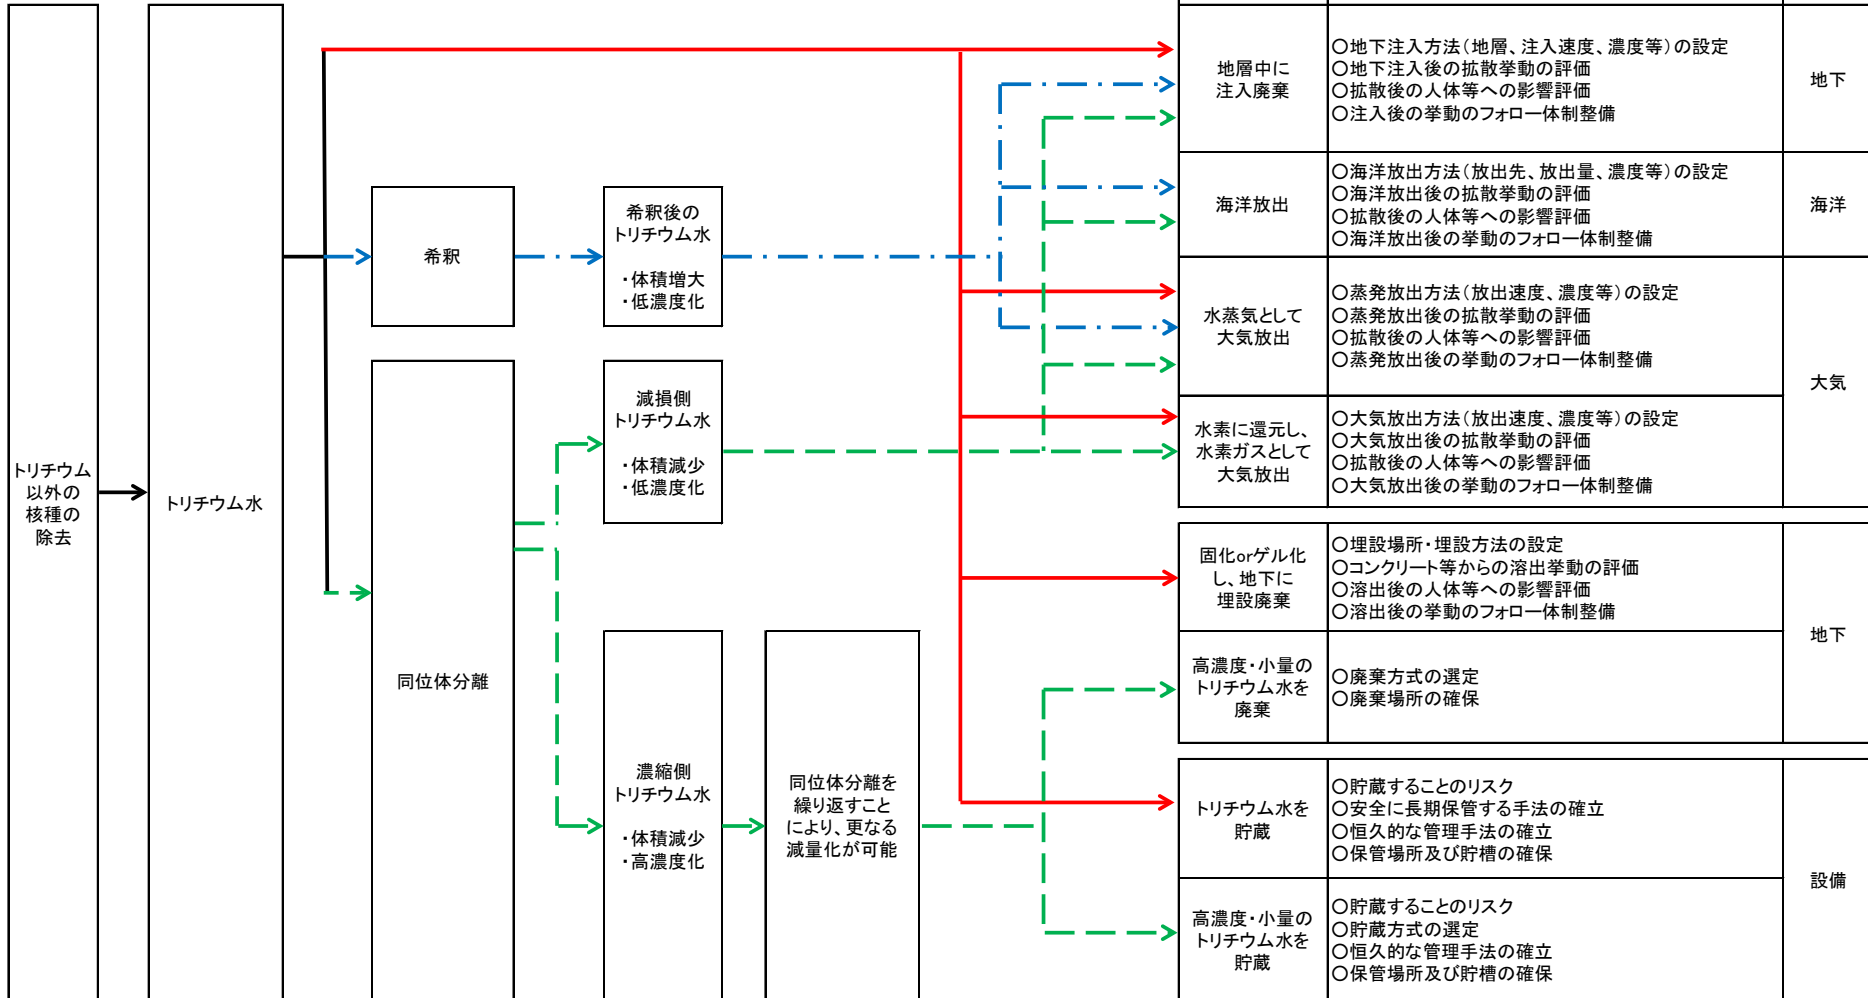 トリチウム
以外の
核種の
除去
トリチウム水
希釈
希釈後の
トリチウム水
・体積増大
・低濃度化
同位体分離
減損側
トリチウム水
・体積減少
・低濃度化
濃縮側
トリチウム水
・体積減少
・高濃度化
同位体分離を
繰り返すこと
により、更なる
減量化が可能
地層中に
注入廃棄
○地下注入方法(地層、注入速度、濃度等)の設定
○地下注入後の拡散挙動の評価
○拡散後の人体等への影響評価
○注入後の挙動のフォロー体制整備
地下
海洋放出
○海洋放出方法(放出先、放出量、濃度等)の設定
○海洋放出後の拡散挙動の評価
○拡散後の人体等への影響評価
○海洋放出後の挙動のフォロー体制整備
海洋
水蒸気として
大気放出
○蒸発放出方法(放出速度、濃度等)の設定
○蒸発放出後の拡散挙動の評価
○拡散後の人体等への影響評価
○蒸発放出後の挙動のフォロー体制整備
大気
水素に還元し、
水素ガスとして
大気放出
○大気放出方法(放出速度、濃度等)の設定
○大気放出後の拡散挙動の評価
○拡散後の人体等への影響評価
○大気放出後の挙動のフォロー体制整備
固化orゲル化
し、地下に
埋設廃棄
○埋設場所・埋設方法の設定
○コンクリート等からの溶出挙動の評価
○溶出後の人体等への影響評価
○溶出後の挙動のフォロー体制整備
地下
高濃度・小量の
トリチウム水を
廃棄
○廃棄方式の選定
○廃棄場所の確保
トリチウム水を
貯蔵
○貯蔵することのリスク
○安全に長期保管する手法の確立
○恒久的な管理手法の確立
○保管場所及び貯槽の確保
設備
高濃度・小量の
トリチウム水を
貯蔵
○貯蔵することのリスク
○貯蔵方式の選定
○恒久的な管理手法の確立
○保管場所及び貯槽の確保